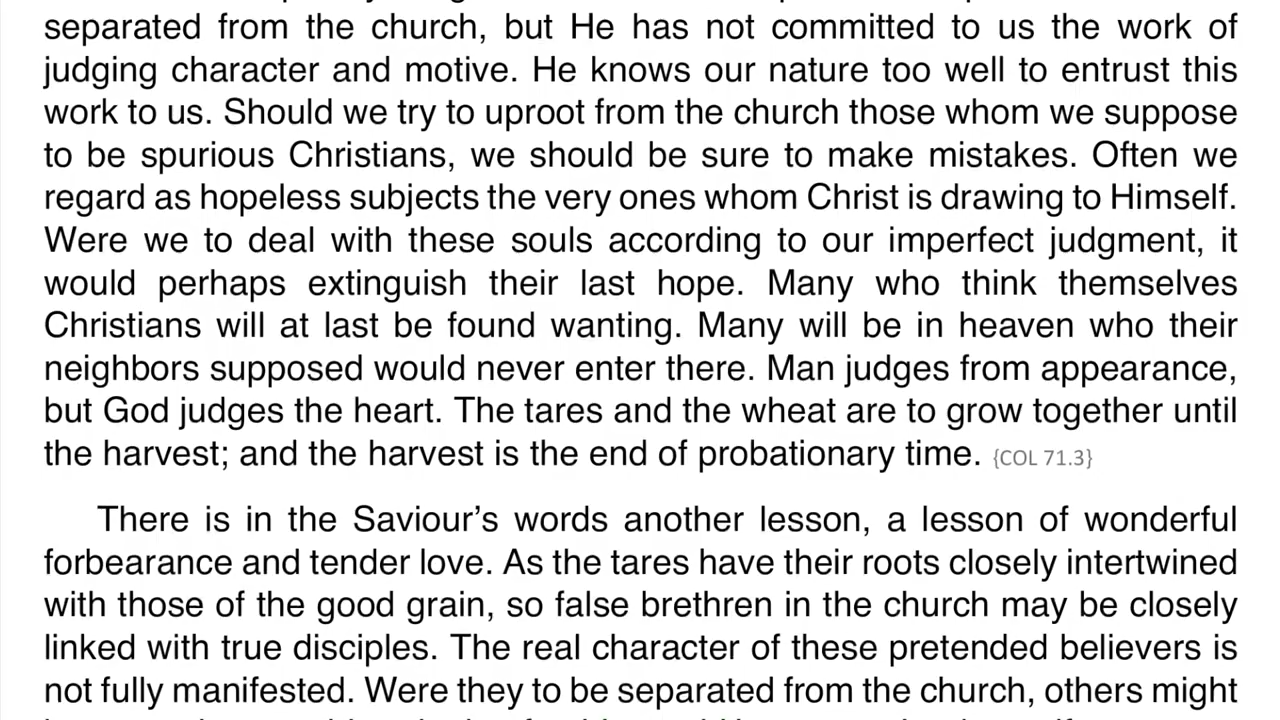 separated from the church, but He has not committed to us the work of
judging character and motive. He knows our nature too well to entrust this
work to us. Should we try to uproot from the church those whom we suppose
to be spurious Christians, we should be sure to make mistakes. Often we
regard as hopeless subjects the very ones whom Christ is drawing to Himself.
Were we to deal with these souls according to our imperfect judgment, it
would perhaps extinguish their last hope. Many who think themselves
Christians will at last be found wanting. Many will be in heaven who their
neighbors supposed would never enter there. Man judges from appearance,
but God judges the heart. The tares and the wheat are to grow together until
the harvest; and the harvest is the end of probationary time. {COL 71.3}
There is in the Saviour’s words another lesson, a lesson of wonderful
forbearance and tender love. As the tares have their roots closely intertwined
with those of the good grain, so false brethren in the church may be closely
linked with true disciples. The real character of these pretended believers is
not fully manifested. Were they to be separated from the church, others might